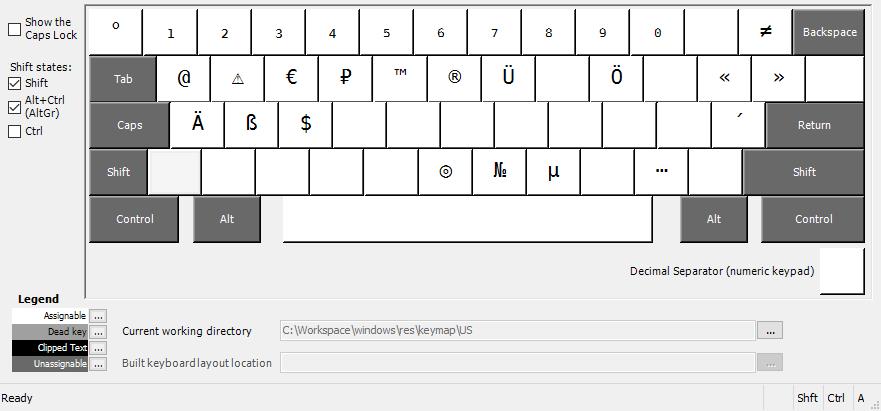 Show the
Caps Lock
Shift states:
Shift
Alt+Ctrl
(AltGr)
Ctrl
º 1 2 3 4 5 6 7 8 9 0 ≠ Backspace
Tab @ ⚠ € ₽ ™ ® Ü Ö « »
Caps Ä ß $ ´ Return
Shift ◎ № µ … Shift
Control Alt Alt Control
Decimal Separator (numeric keypad)
Legend
Assignable ...
Dead key ...
Clipped Text ...
Unassignable ...
Current working directory C:\Workspace\windows\res\keymap\US ...
Built keyboard layout location ...
Ready Shft Ctrl A